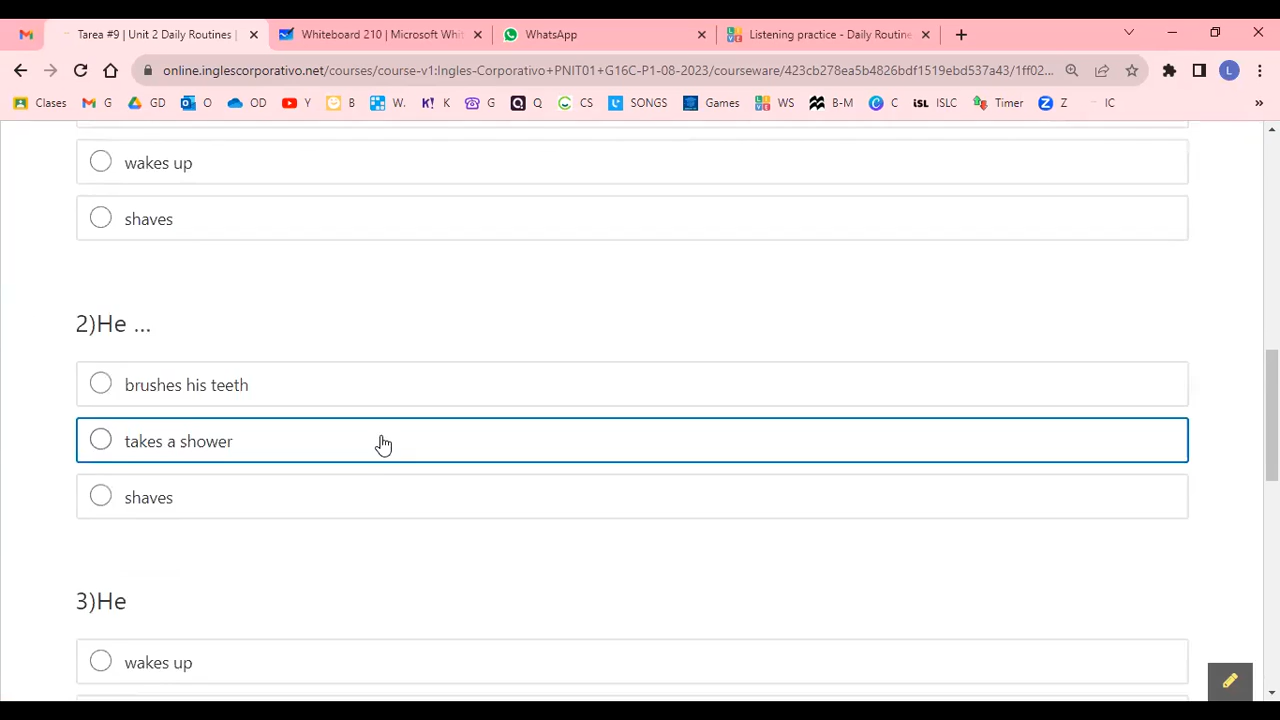 Tarea #9 | Unit 2 Daily Routines |
Whiteboard 210 | Microsoft Whit
WhatsApp
Listening practice - Daily Routine
online.inglescorporativo.net/courses/course-v1:Ingles-Corporativo+PNIT01+G16C-P1-08-2023/courseware/423cb278ea5b4826bdf1519ebd537a43/1ff02...
L
Clases
G
GD
O
OD
Y
B
W.
K
G
Q
CS
SONGS
Games
WS
B-M
C
ISLC
Timer
Z
IC
»
wakes up
shaves
2)He ...
brushes his teeth
takes a shower
shaves
3)He
wakes up